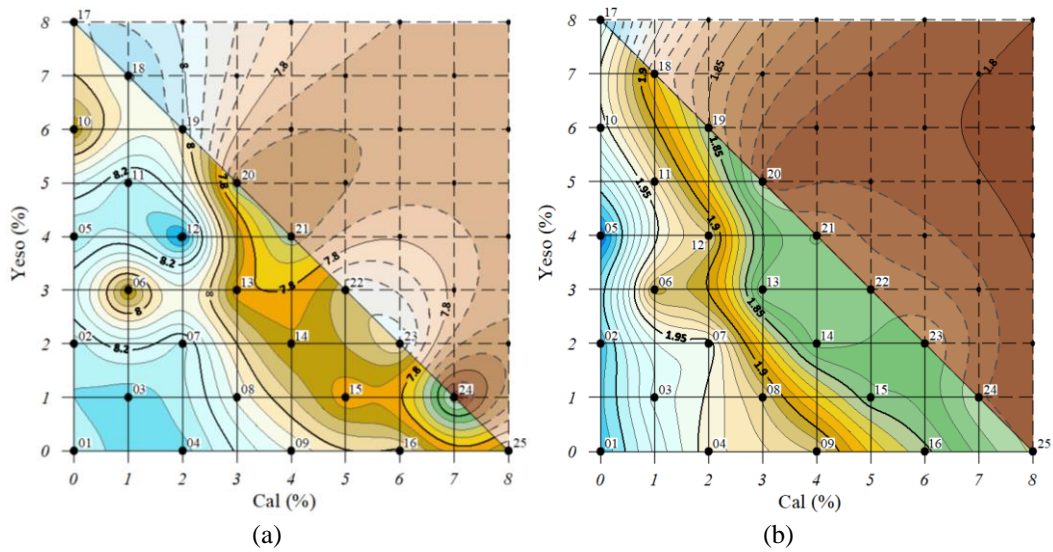 8 17
7 18
6 10 19
8.2 8 7.8
5 11 7.8 20
4 05 12 21
8.2 7.8
3 06 13 7.8 22 7.8
8 8
2 02 8.2 07 14 23
7.8
1 03 08 15 24
0 01 04 09 16 25
0 1 2 3 4 5 6 7 8
Yeso (%)
Cal (%)
(a)
8 17
1.9 1.85 1.8
7 18
6 10 19
1.85
5 11 20
1.95
4 05 12 1.9 21
3 06 13 22
1.85
2 02 1.95 07 14 23
1.9
1 03 08 15 24
0 01 04 09 16 25
0 1 2 3 4 5 6 7 8
Yeso (%)
Cal (%)
(b)